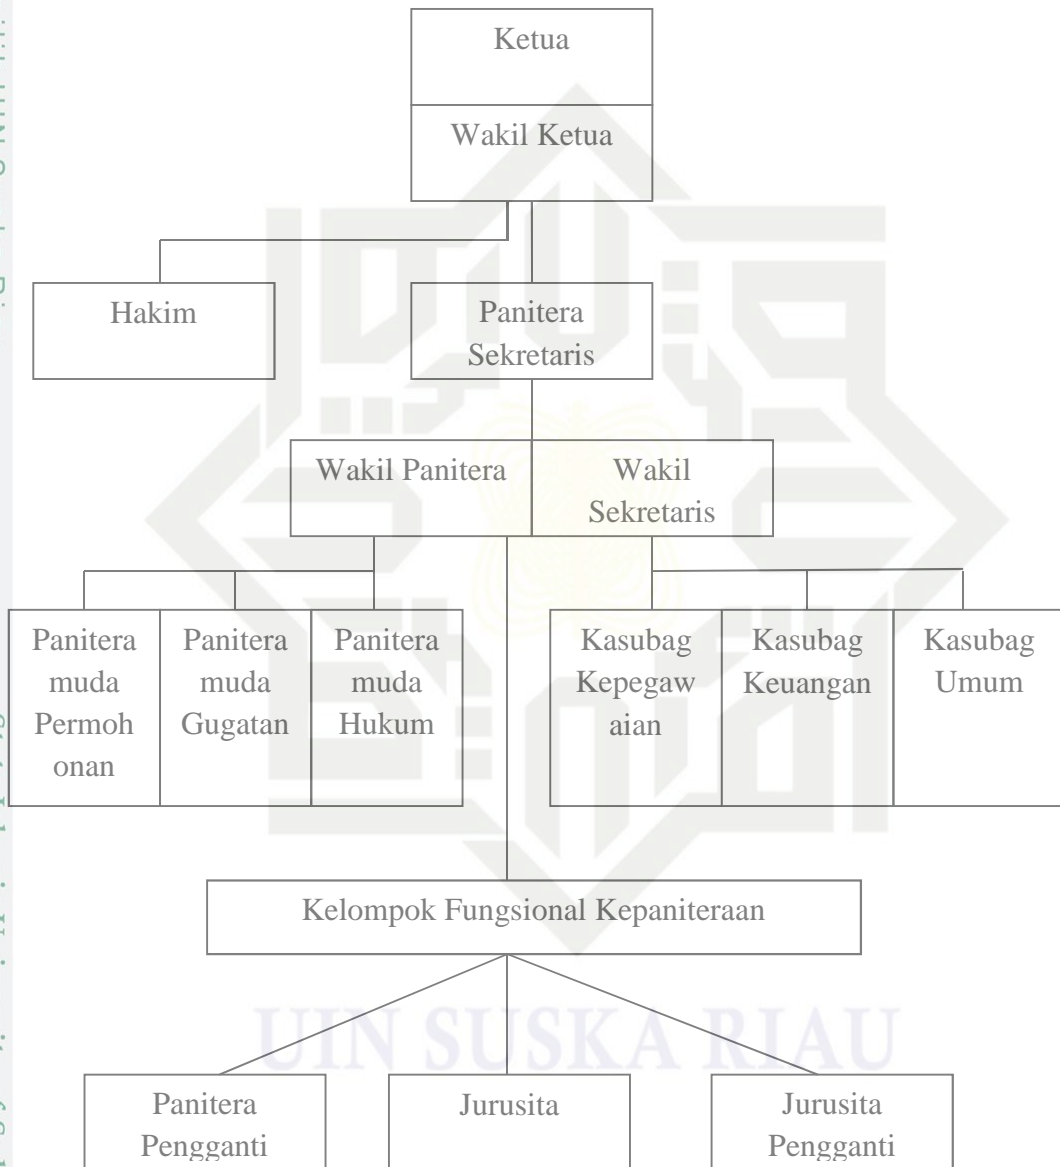 Ketua
Wakil Ketua
Hakim
Panitera
Sekretaris
Wakil Panitera
Wakil
Sekretaris
Panitera
muda
Permoh
onan
Panitera
muda
Gugatan
Panitera
muda
Hukum
Kasubag
Kepegaw
aian
Kasubag
Keuangan
Kasubag
Umum
Kelompok Fungsional Kepaniteraan
UIN SUSKA RIAU
Panitera
Pengganti
Jurusita
Jurusita
Pengganti